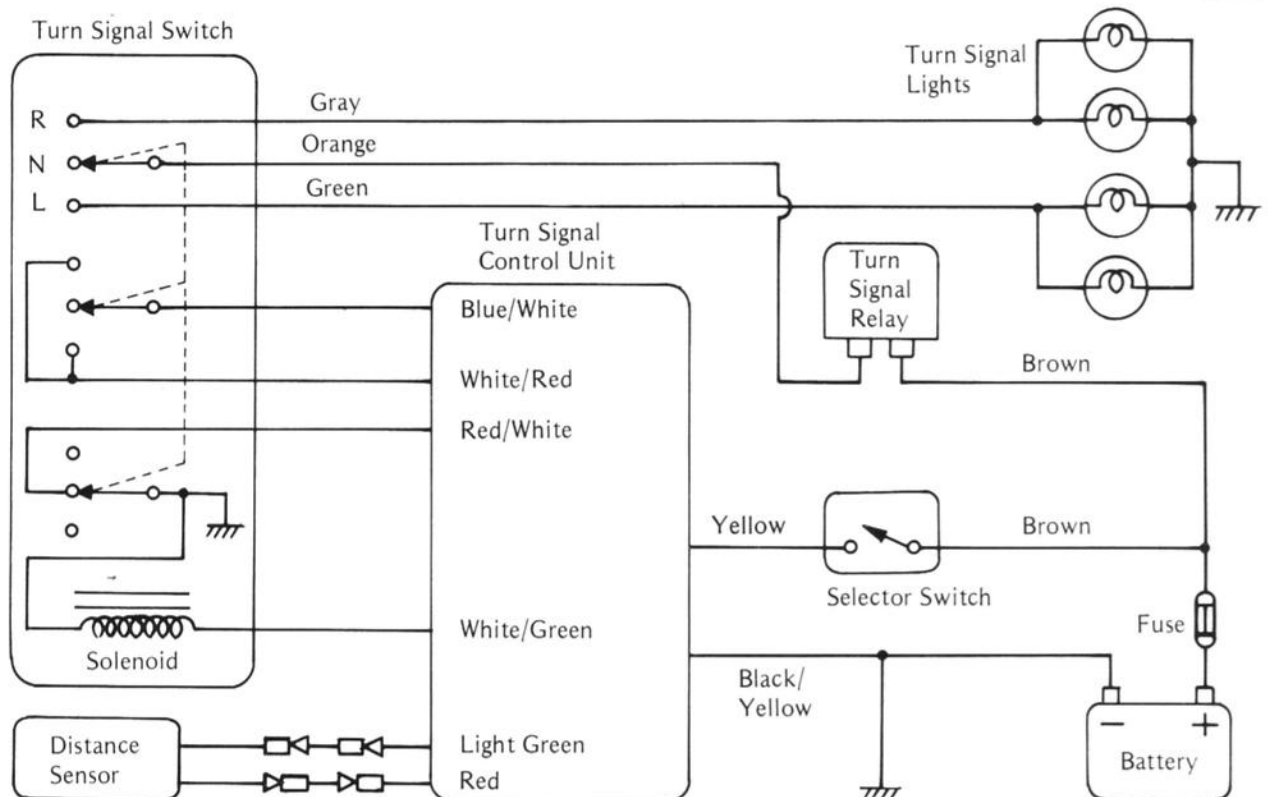 Turn Signal Switch
R
N
L
Gray
Orange
Green
Turn Signal
Lights
Turn Signal
Control Unit
Blue/White
White/Red
Red/White
White/Green
Light Green
Red
Turn
Signal
Relay
Brown
Yellow
Brown
Selector Switch
Fuse
Black/
Yellow
Solenoid
Distance
Sensor
− +
Battery